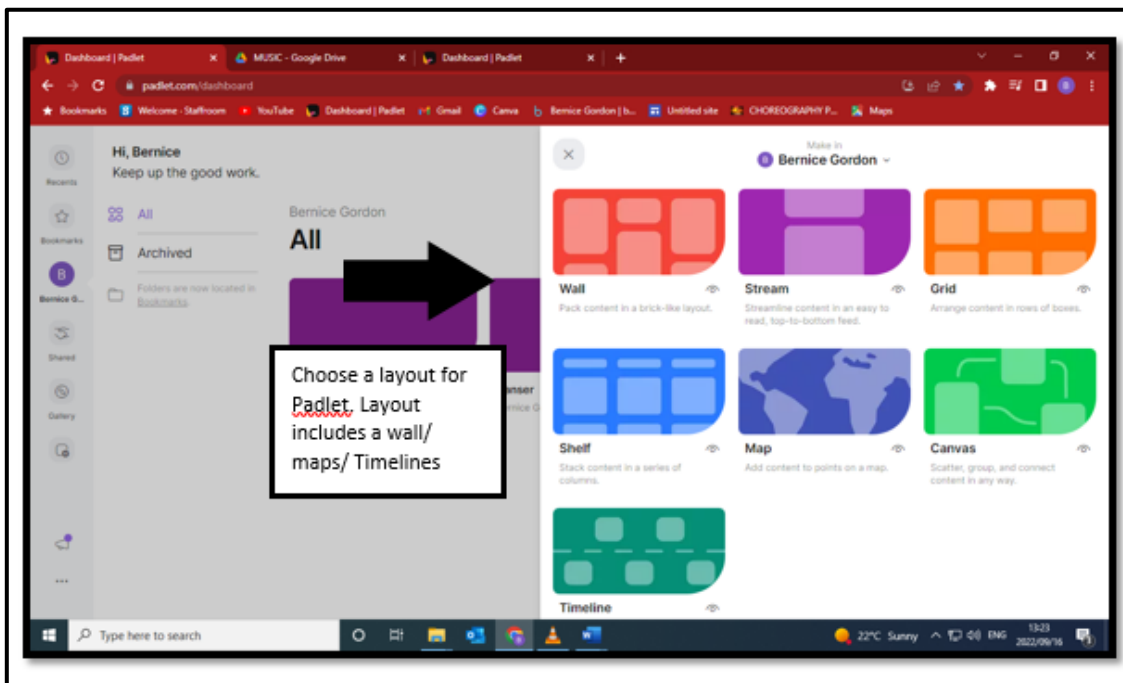 Dashboard | Padlet
MUSIC - Google Drive
Dashboard | Padlet
padlet.com/dashboard
Bookmarks
Welcome - Staffroom
YouTube
Dashboard | Padlet
Gmail
Canva
Bernice Gordon | b...
Untitled site
CHOREOGRAPHY P...
Maps
Recents
Bookmarks
B
Bernice G...
Shared
Gallery
Hi, Bernice
Keep up the good work.
All
Archived
Folders are now located in
Bookmarks.
Bernice Gordon
All
Choose a layout for
Padlet. Layout
includes a wall/
maps/ Timelines
Make in
B Bernice Gordon
Wall
Pack content in a brick-like layout.
Stream
Streamline content in an easy to
read, top-to-bottom feed.
Grid
Arrange content in rows of boxes.
Shelf
Stack content in a series of
columns.
Map
Add content to points on a map.
Canvas
Scatter, group, and connect
content in any way.
Timeline
Type here to search
22°C Sunny
ENG
13:23
2022/09/16